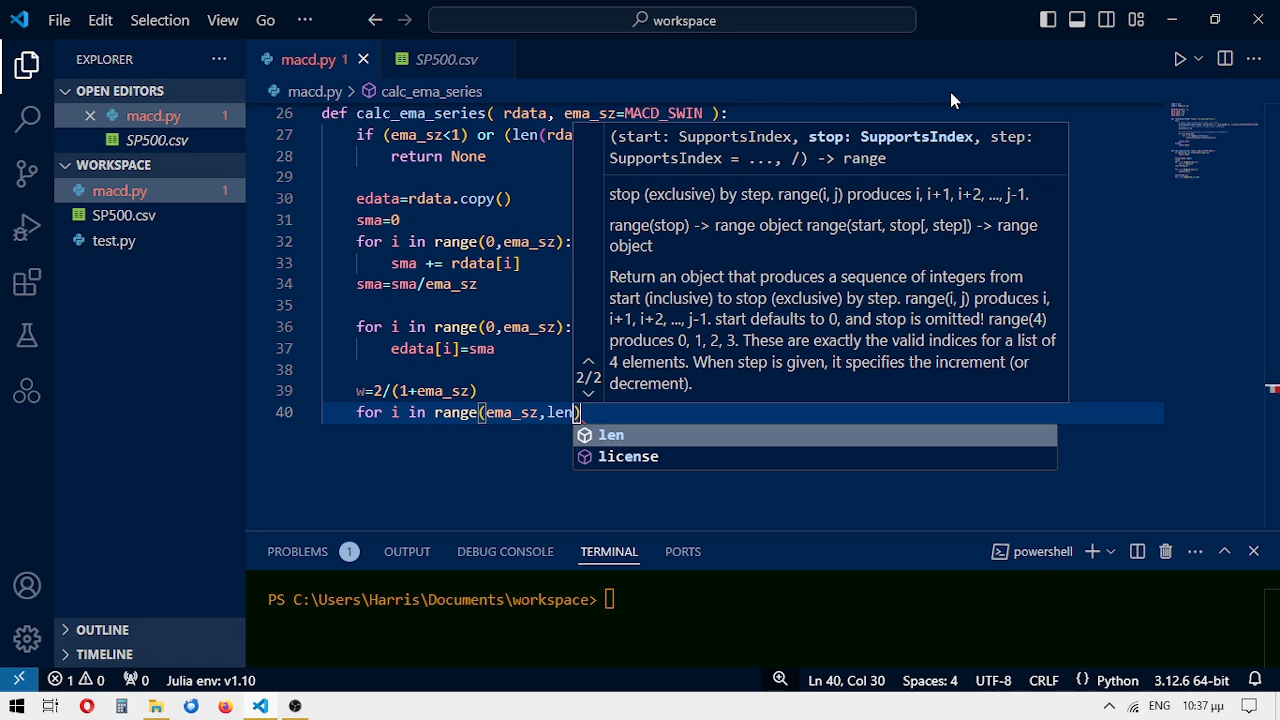 File Edit Selection View Go ... workspace
EXPLORER ...
macd.py 1
SP500.csv
OPEN EDITORS
macd.py 1
SP500.csv
WORKSPACE
macd.py 1
SP500.csv
test.py
macd.py > calc_ema_series
26 def calc_ema_series( rdata, ema_sz=MACD_SWIN ):
27 if (ema_sz<1) or (len(rda
28 return None
29
30 edata=rdata.copy()
31 sma=0
32 for i in range(0,ema_sz):
33 sma += rdata[i]
34 sma=sma/ema_sz
35
36 for i in range(0,ema_sz):
37 edata[i]=sma
38
39 w=2/(1+ema_sz)
40 for i in range(ema_sz,len)
(start: SupportsIndex, stop: SupportsIndex, step:
SupportsIndex = ..., /) -> range
stop (exclusive) by step. range(i, j) produces i, i+1, i+2, ..., j-1.
range(stop) -> range object range(start, stop[, step]) -> range
object
Return an object that produces a sequence of integers from
start (inclusive) to stop (exclusive) by step. range(i, j) produces i,
i+1, i+2, ..., j-1. start defaults to 0, and stop is omitted! range(4)
produces 0, 1, 2, 3. These are exactly the valid indices for a list of
4 elements. When step is given, it specifies the increment (or
decrement).
2/2
len
license
PROBLEMS 1 OUTPUT DEBUG CONSOLE TERMINAL PORTS powershell ...
PS C:\Users\Harris\Documents\workspace>
OUTLINE
TIMELINE
1 0 0 Julia env: v1.10 Ln 40, Col 30 Spaces: 4 UTF-8 CRLF {} Python 3.12.6 64-bit
ENG 10:37 μμ